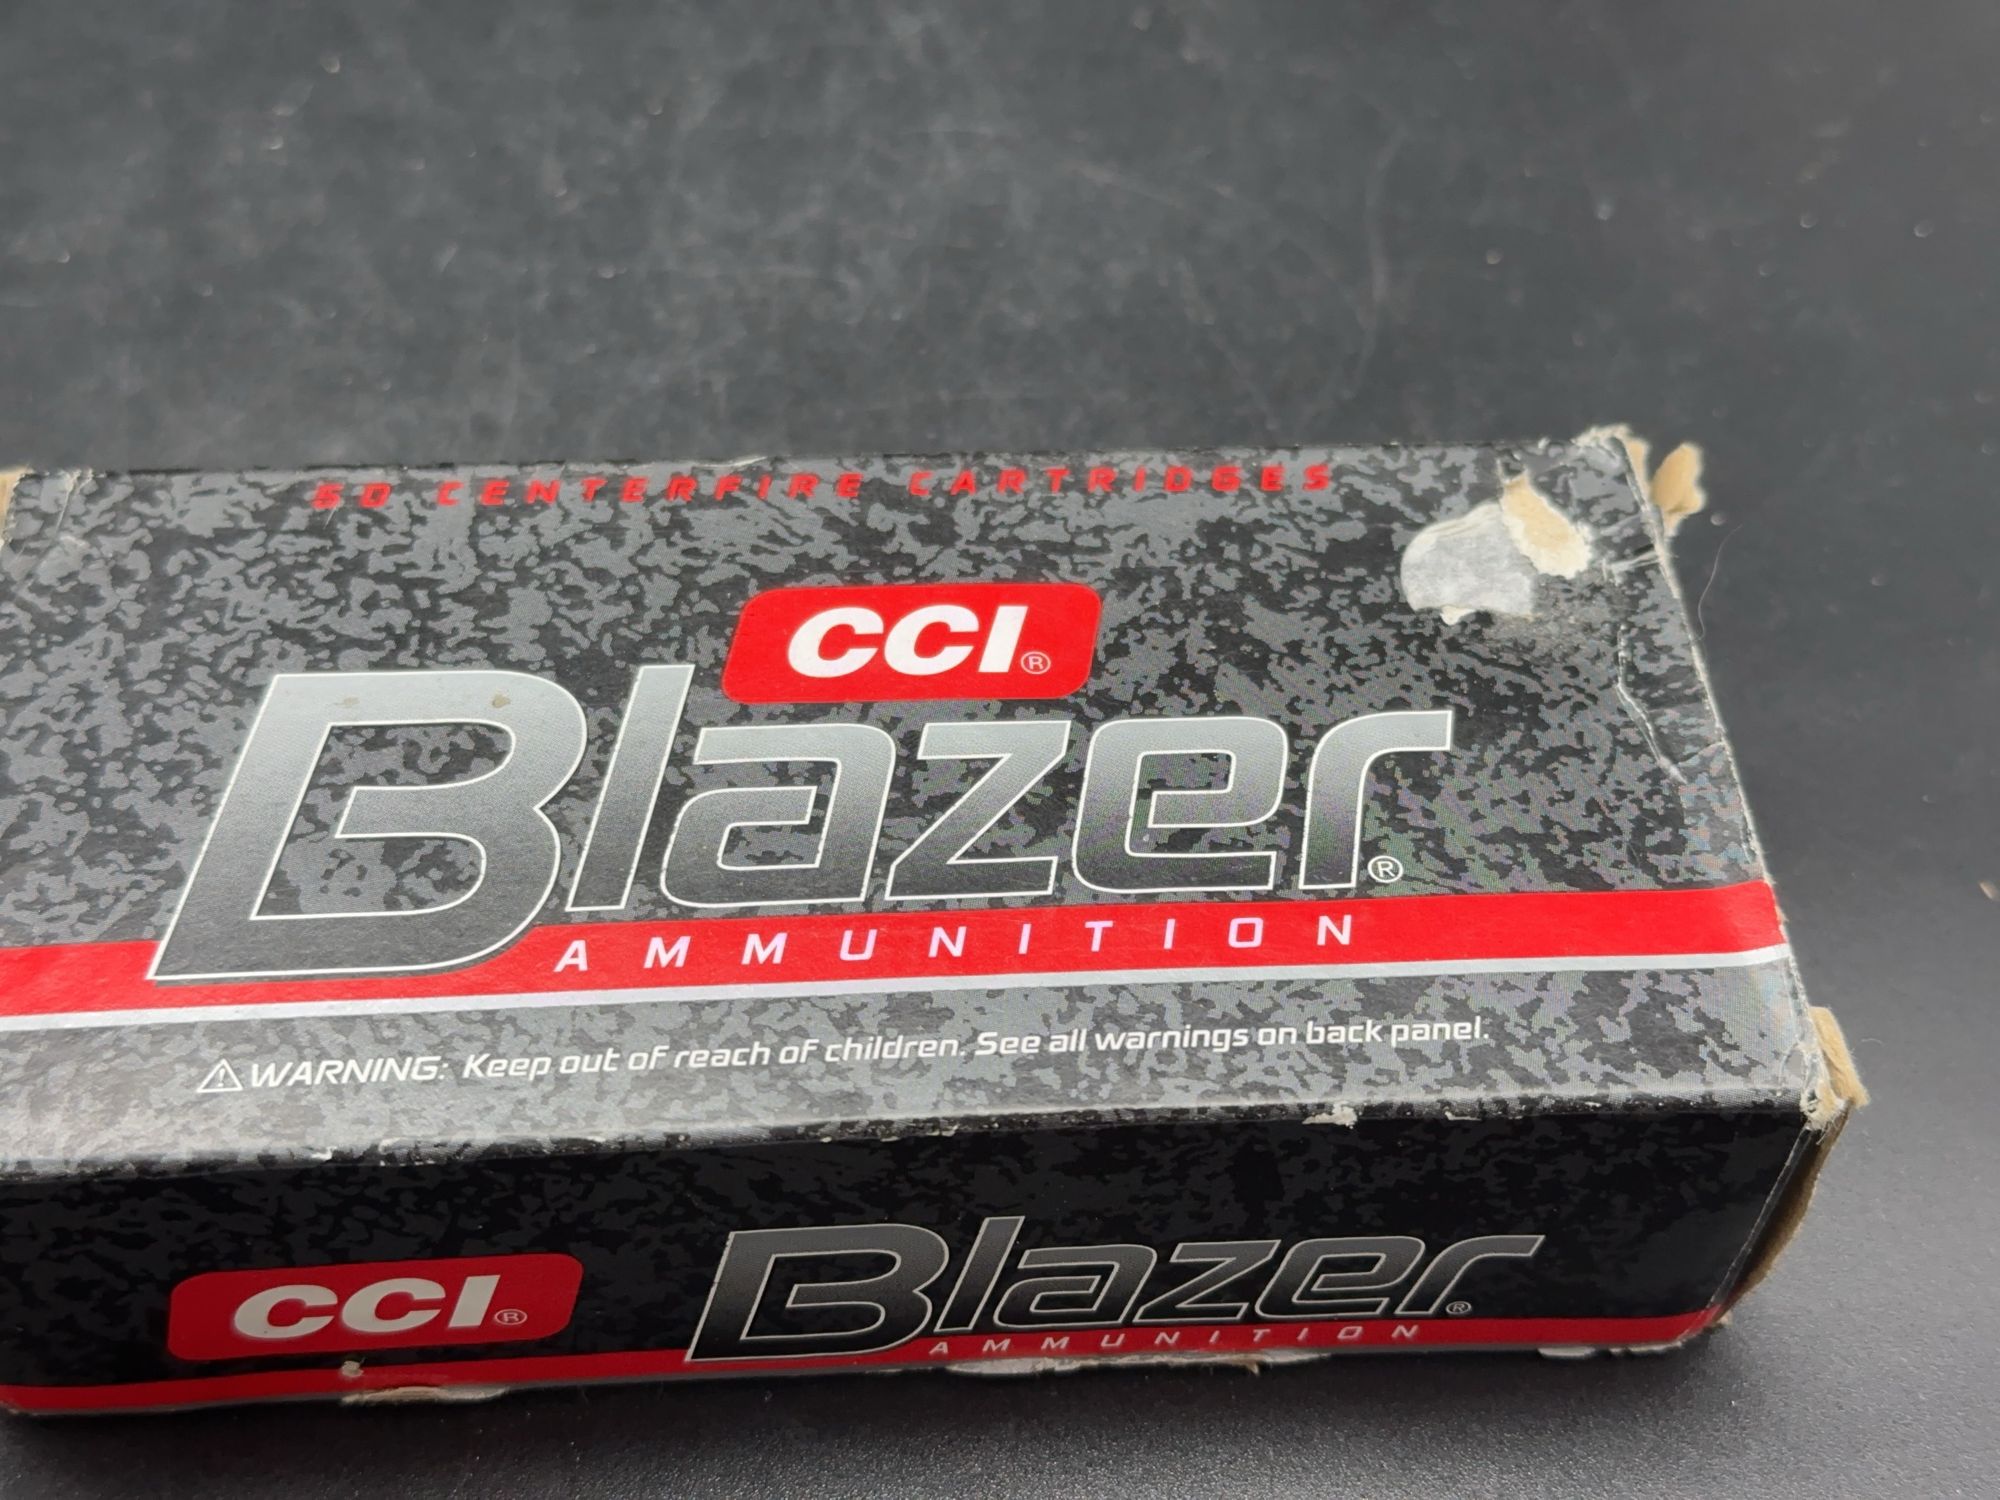 50 CENTERFIRE CARTRIDGES
CCI®
Blazer®
AMMUNITION
⚠ WARNING: Keep out of reach of children. See all warnings on back panel.
CCI® Blazer®
AMMUNITION